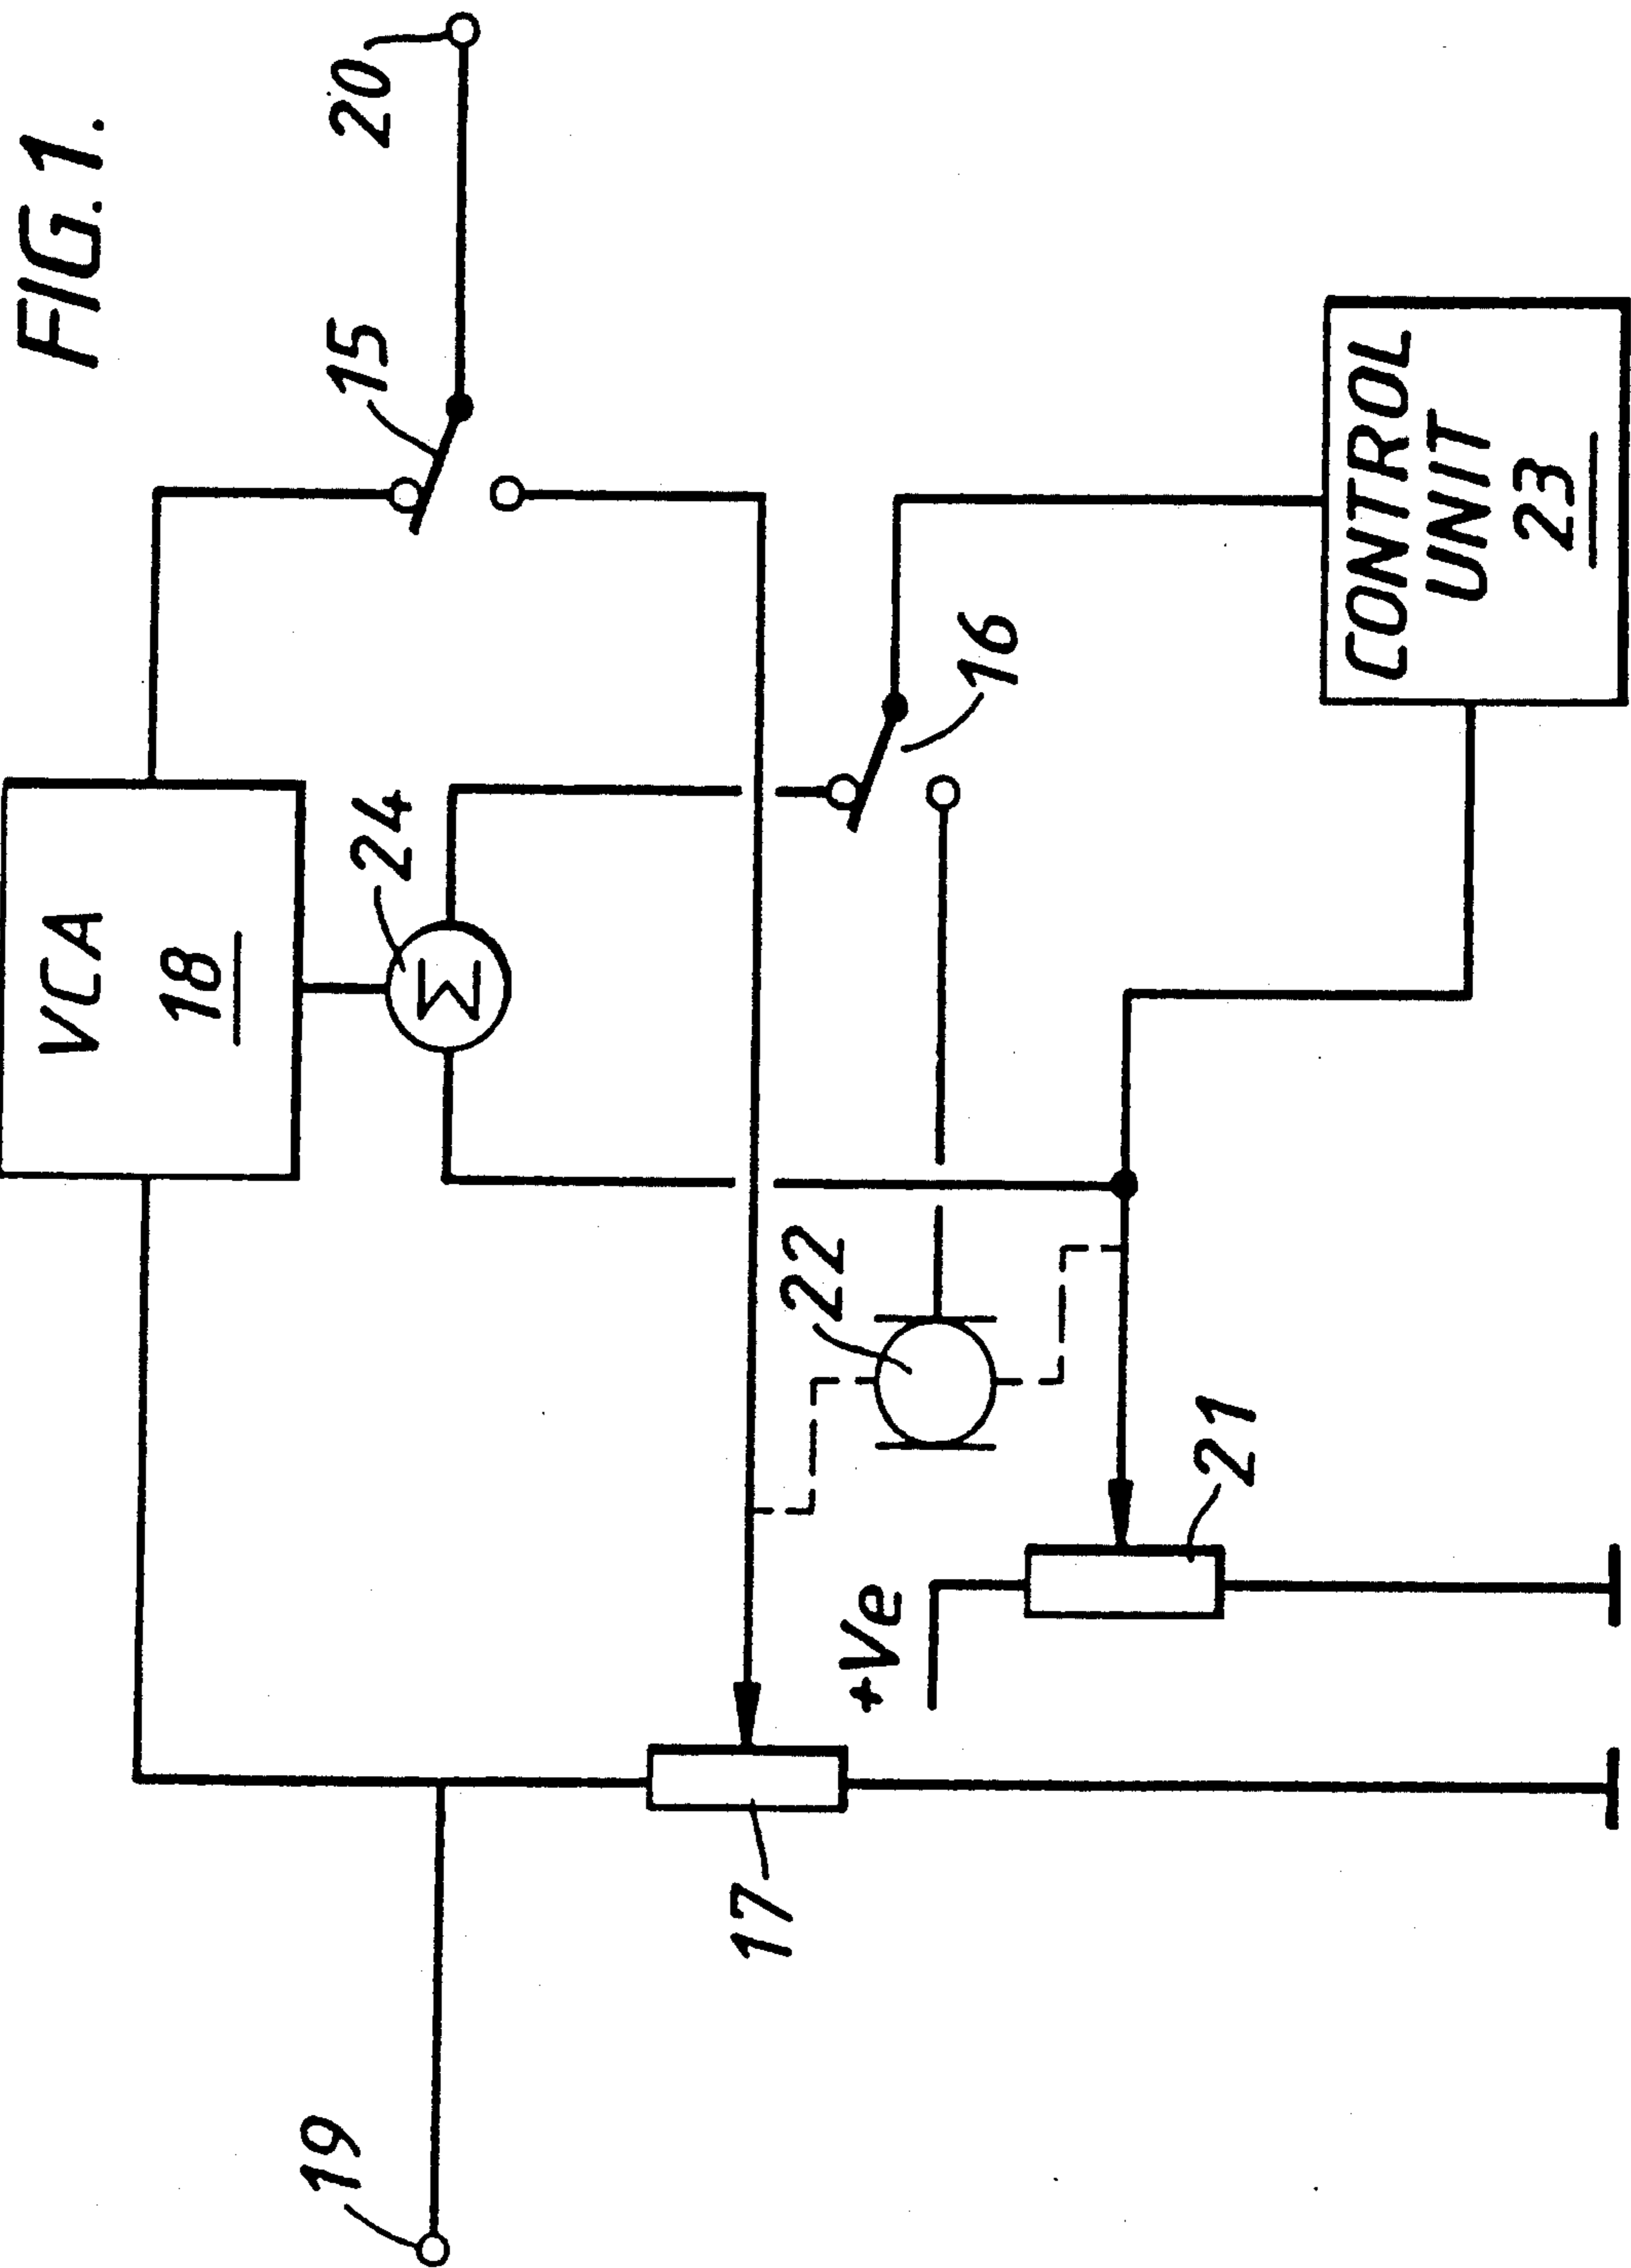 FIG. 1.
VCA
18
24
15
20
19
17
22
16
+Ve
21
CONTROL
UNIT
23
Σ